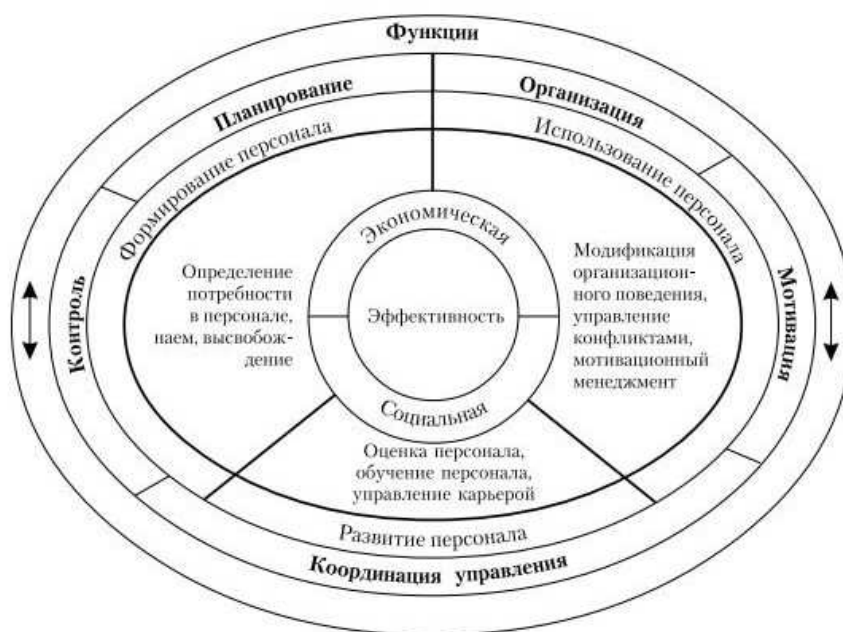 Функции
Планирование
Организация
Формирование персонала
Использование персонала
Экономическая
Определение
потребности
в персонале,
наем, высвобож-
дение
Эффективность
Модификация
организацион-
ного поведения,
управление
конфликтами,
мотивационный
менеджмент
Контроль
Мотивация
Социальная
Оценка персонала,
обучение персонала,
управление карьерой
Развитие персонала
Координация управления